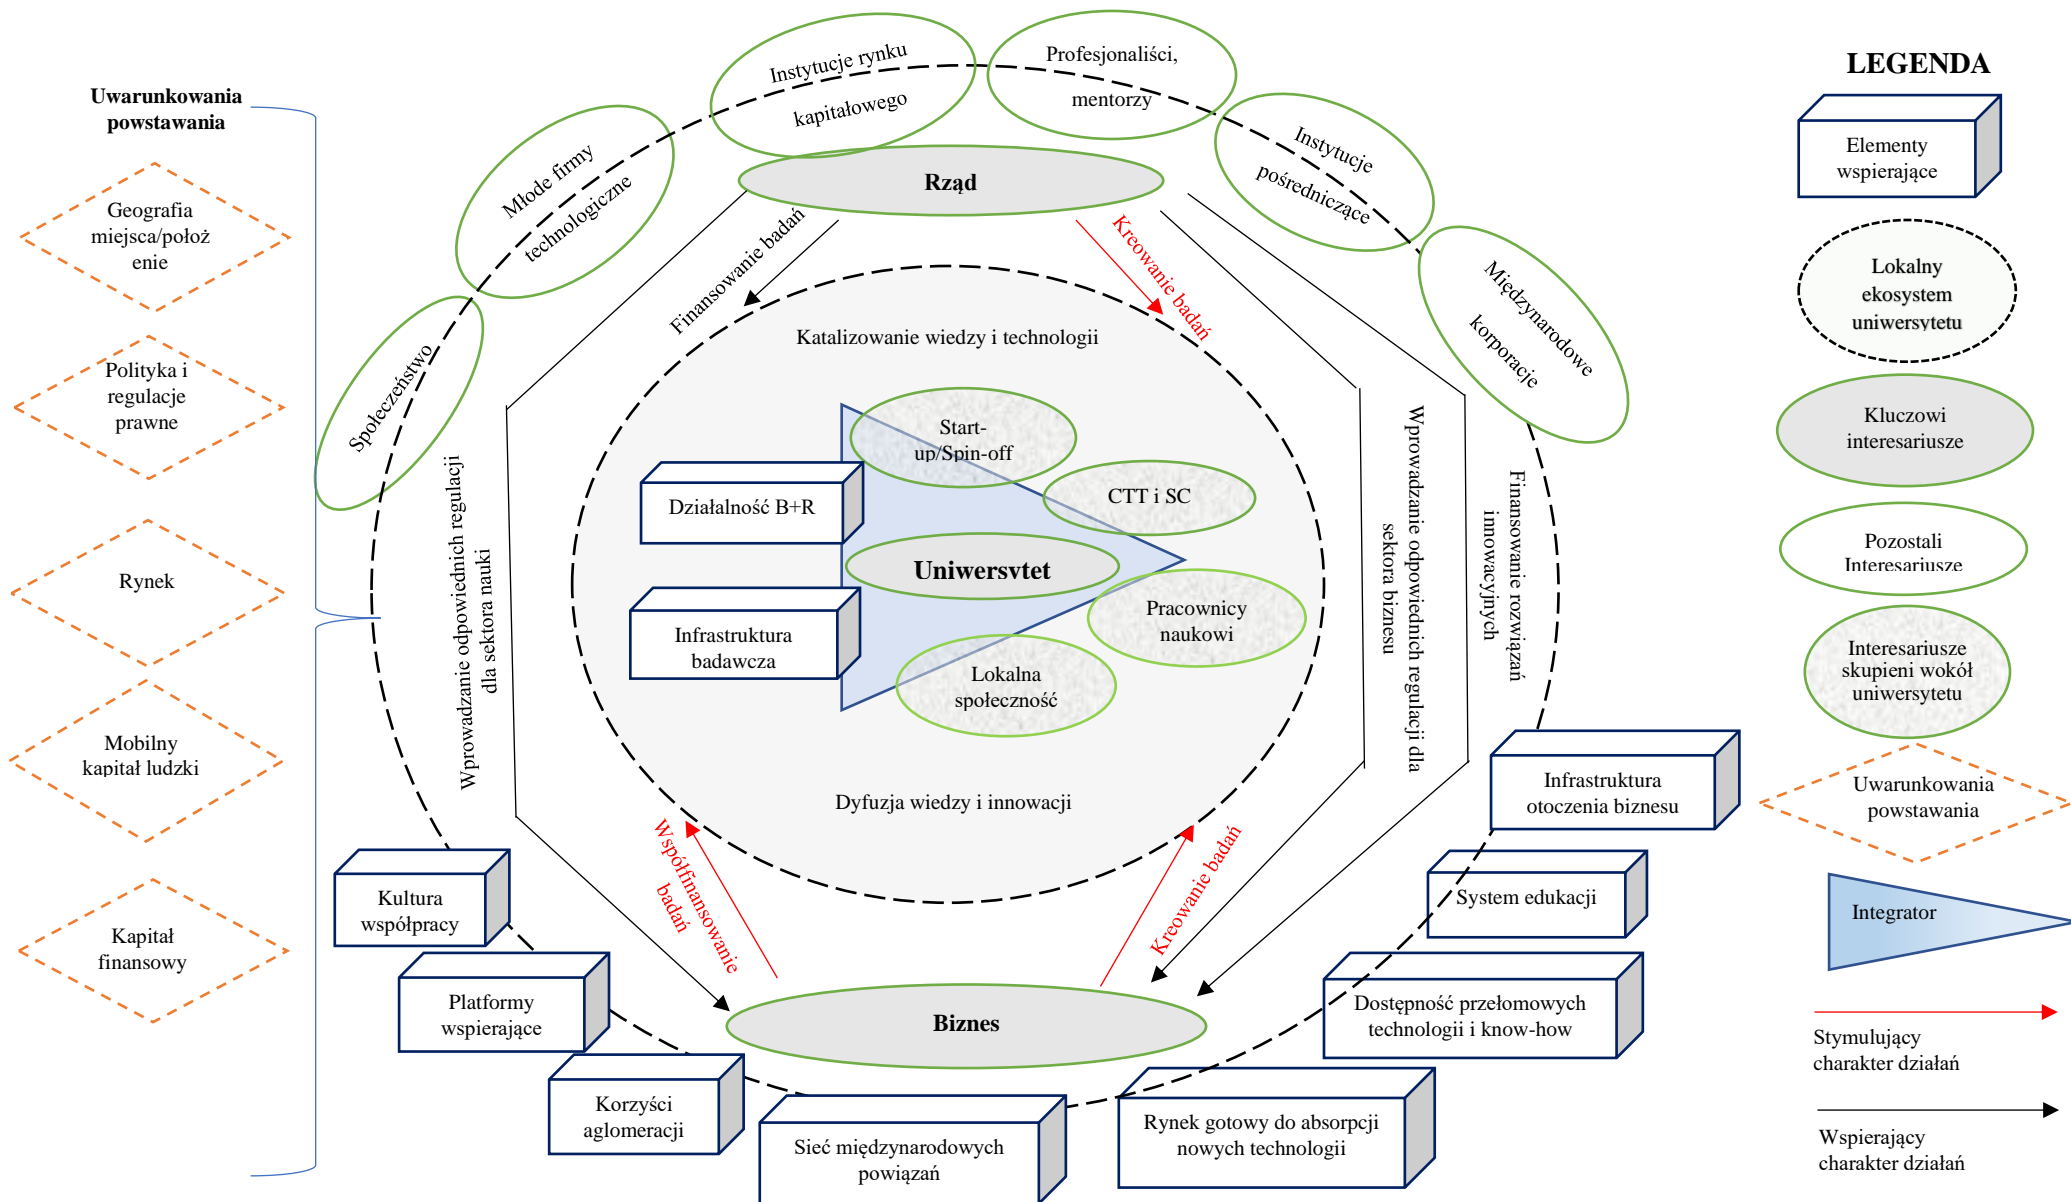 Uwarunkowania
powstawania
Geografia
miejsca/położ
enie
Polityka i
regulacje
prawne
Rynek
Mobilny
kapitał ludzki
Kapitał
finansowy
Społeczeństwo
Młode firmy
technologiczne
Instytucje rynku
kapitałowego
Profesjonaliści,
mentorzy
Instytucje
pośredniczące
Międzynarodowe
korporacje
Rząd
Finansowanie badań
Kreowanie badań
Wprowadzanie odpowiednich regulacji
dla sektora nauki
Katalizowanie wiedzy i technologii
Start-
up/Spin-off
CTT i SC
Działalność B+R
Uniwersytet
Infrastruktura
badawcza
Pracownicy
naukowi
Lokalna
społeczność
Dyfuzja wiedzy i innowacji
Wprowadzanie odpowiednich regulacji dla
sektora biznesu
Finansowanie rozwiązań
innowacyjnych
Współfinansowanie
badań
Kreowanie badań
Biznes
Kultura
współpracy
Platformy
wspierające
Korzyści
aglomeracji
Sieć międzynarodowych
powiązań
Rynek gotowy do absorpcji
nowych technologii
Dostępność przełomowych
technologii i know-how
System edukacji
Infrastruktura
otoczenia biznesu
LEGENDA
Elementy
wspierające
Lokalny
ekosystem
uniwersytetu
Kluczowi
interesariusze
Pozostali
Interesariusze
Interesariusze
skupieni wokół
uniwersytetu
Uwarunkowania
powstawania
Integrator
Stymulujący
charakter działań
Wspierający
charakter działań